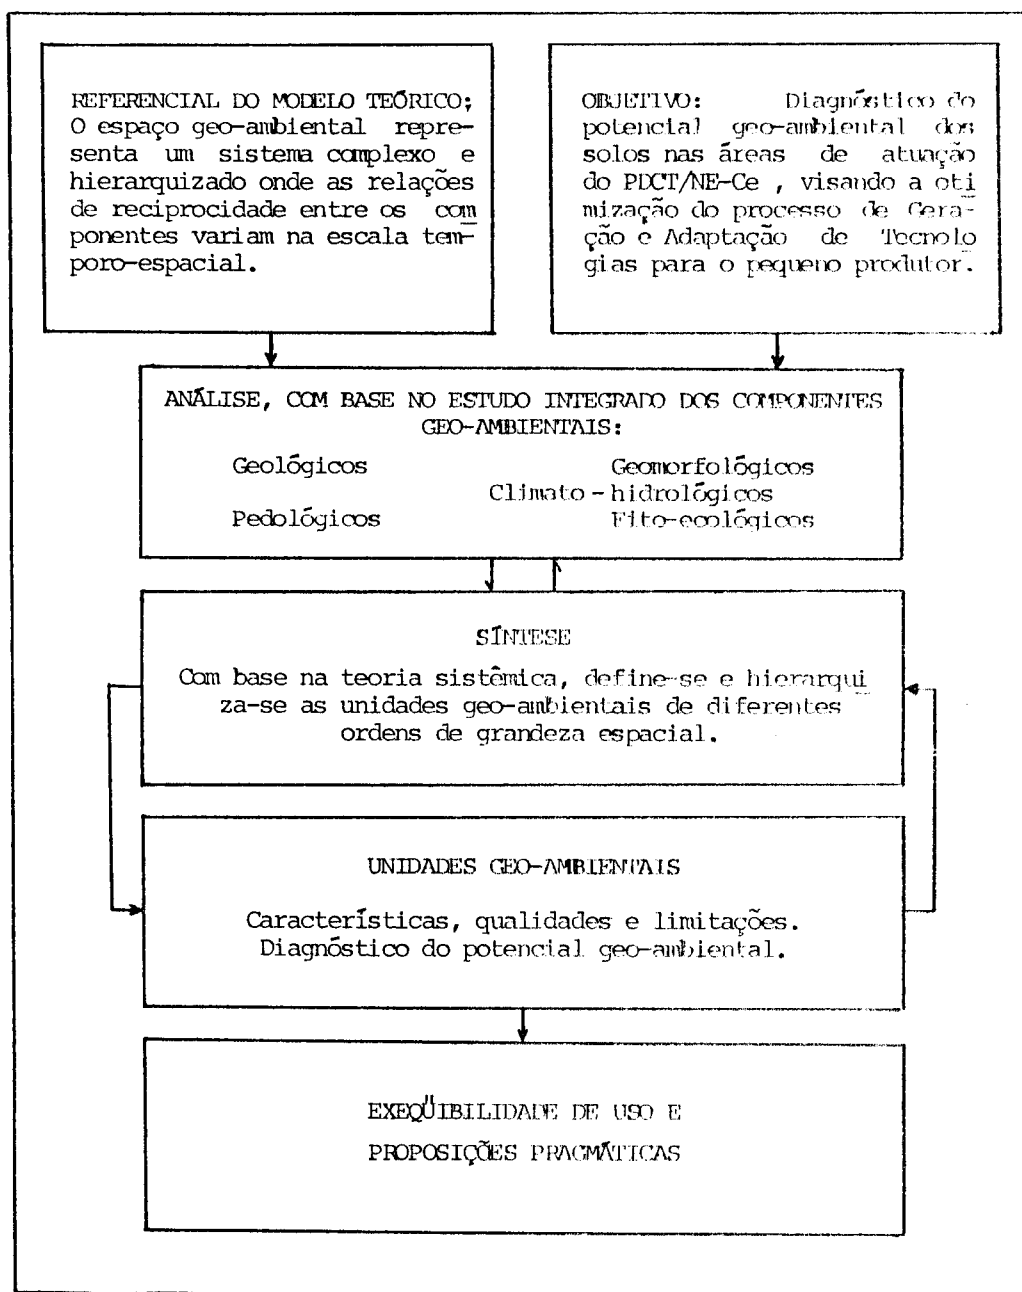 REFERENCIAL DO MODELO TEÓRICO;
O espaço geo-ambiental repre-
senta um sistema complexo e
hierarquizado onde as relações
de reciprocidade entre os com
ponentes variam na escala tem-
poro-espacial.
OBJETIVO: Diagnóstico do
potencial geo-ambiental dos
solos nas áreas de atuação
do PDCT/NE-Ce , visando a oti
mização do processo de Gera-
ção e Adaptação de Tecnolo
gias para o pequeno produtor.
ANÁLISE, COM BASE NO ESTUDO INTEGRADO DOS COMPONENTES
GEO-AMBIENTAIS:
Geológicos Geomorfológicos
Climato-hidrológicos
Pedológicos Fito-ecológicos
SÍNTESE
Com base na teoria sistêmica, define-se e hierarqui
za-se as unidades geo-ambientais de diferentes
ordens de grandeza espacial.
UNIDADES GEO-AMBIENTAIS
Características, qualidades e limitações.
Diagnóstico do potencial geo-ambiental.
EXEQÜIBILIDADE DE USO E
PROPOSIÇÕES PRAGMÁTICAS